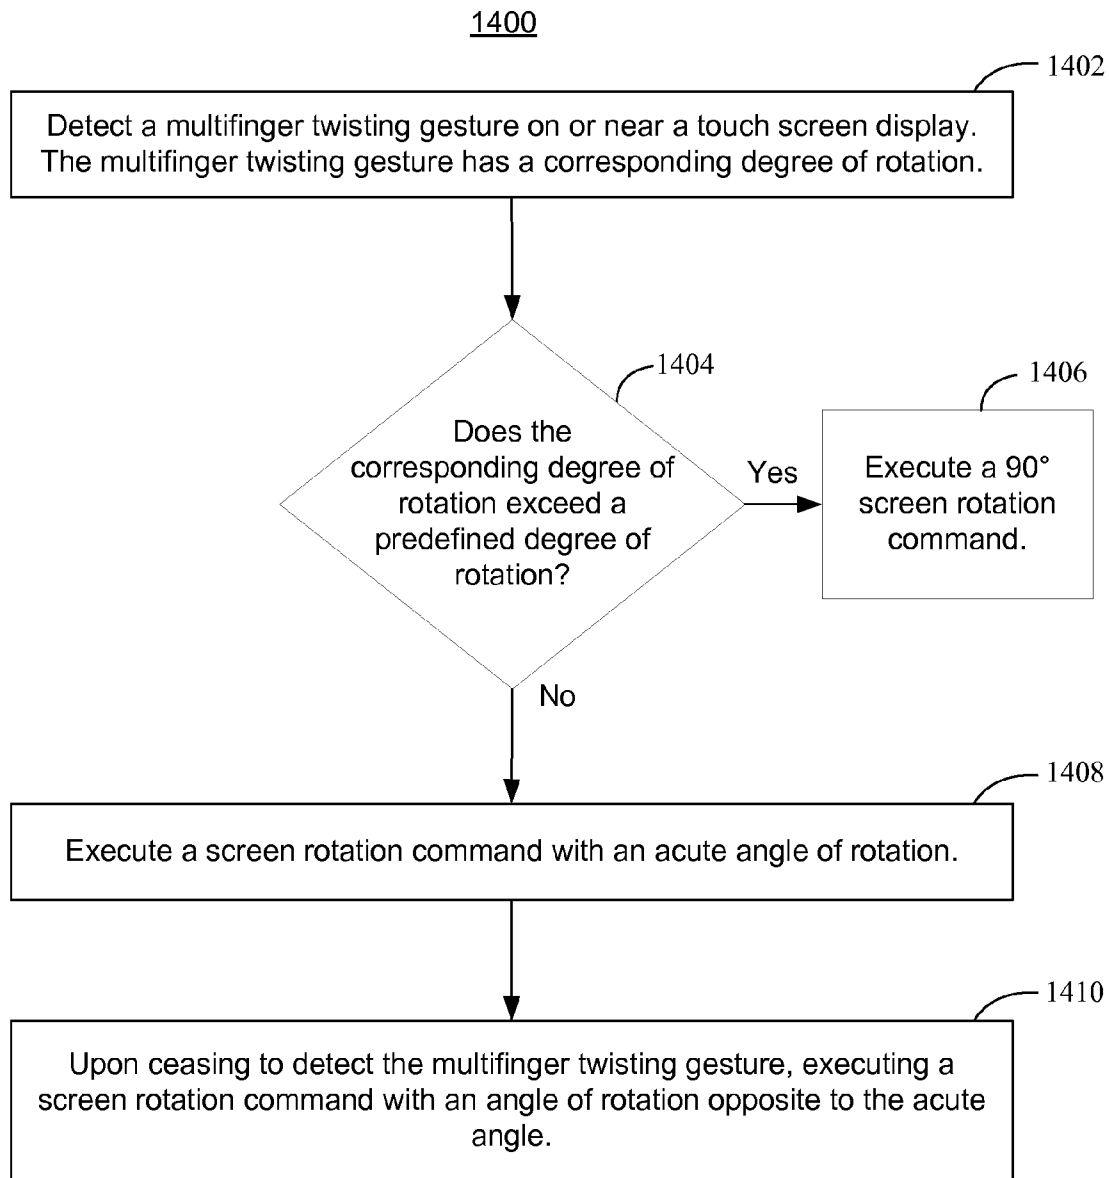 1400
1402
Detect a multifinger twisting gesture on or near a touch screen display.
The multifinger twisting gesture has a corresponding degree of rotation.
1404
Does the
corresponding degree of
rotation exceed a
predefined degree of
rotation?
Yes
1406
Execute a 90°
screen rotation
command.
No
1408
Execute a screen rotation command with an acute angle of rotation.
1410
Upon ceasing to detect the multifinger twisting gesture, executing a
screen rotation command with an angle of rotation opposite to the acute
angle.